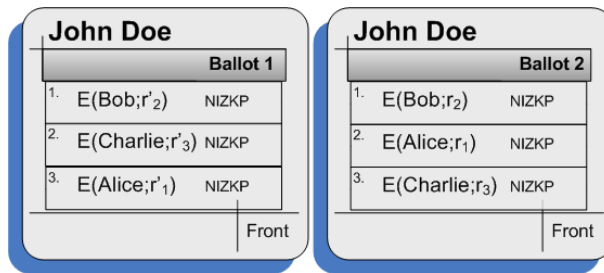 John Doe
Ballot 1
1. E(Bob;r'₂) NIZKP
2. E(Charlie;r'₃) NIZKP
3. E(Alice;r'₁) NIZKP
Front
John Doe
Ballot 2
1. E(Bob;r₂) NIZKP
2. E(Alice;r₁) NIZKP
3. E(Charlie;r₃) NIZKP
Front